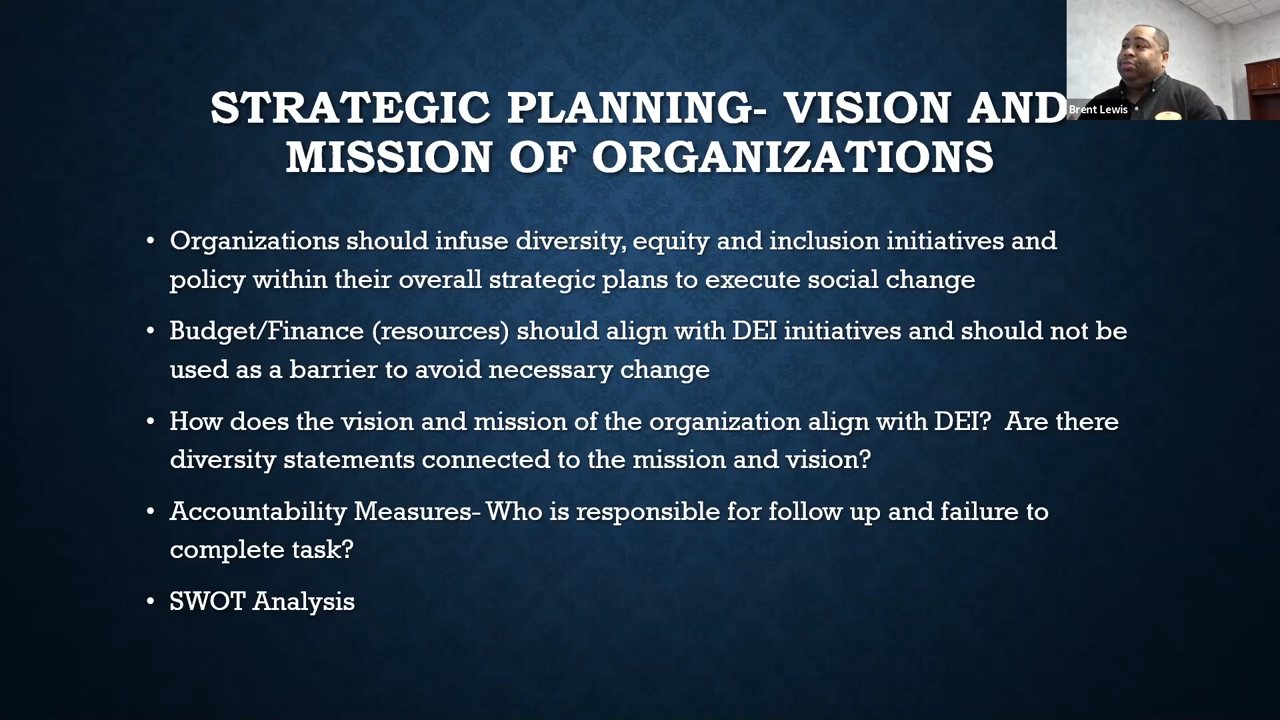 STRATEGIC PLANNING- VISION AND
MISSION OF ORGANIZATIONS
Brent Lewis
• Organizations should infuse diversity, equity and inclusion initiatives and
policy within their overall strategic plans to execute social change
• Budget/Finance (resources) should align with DEI initiatives and should not be
used as a barrier to avoid necessary change
• How does the vision and mission of the organization align with DEI?  Are there
diversity statements connected to the mission and vision?
• Accountability Measures- Who is responsible for follow up and failure to
complete task?
• SWOT Analysis